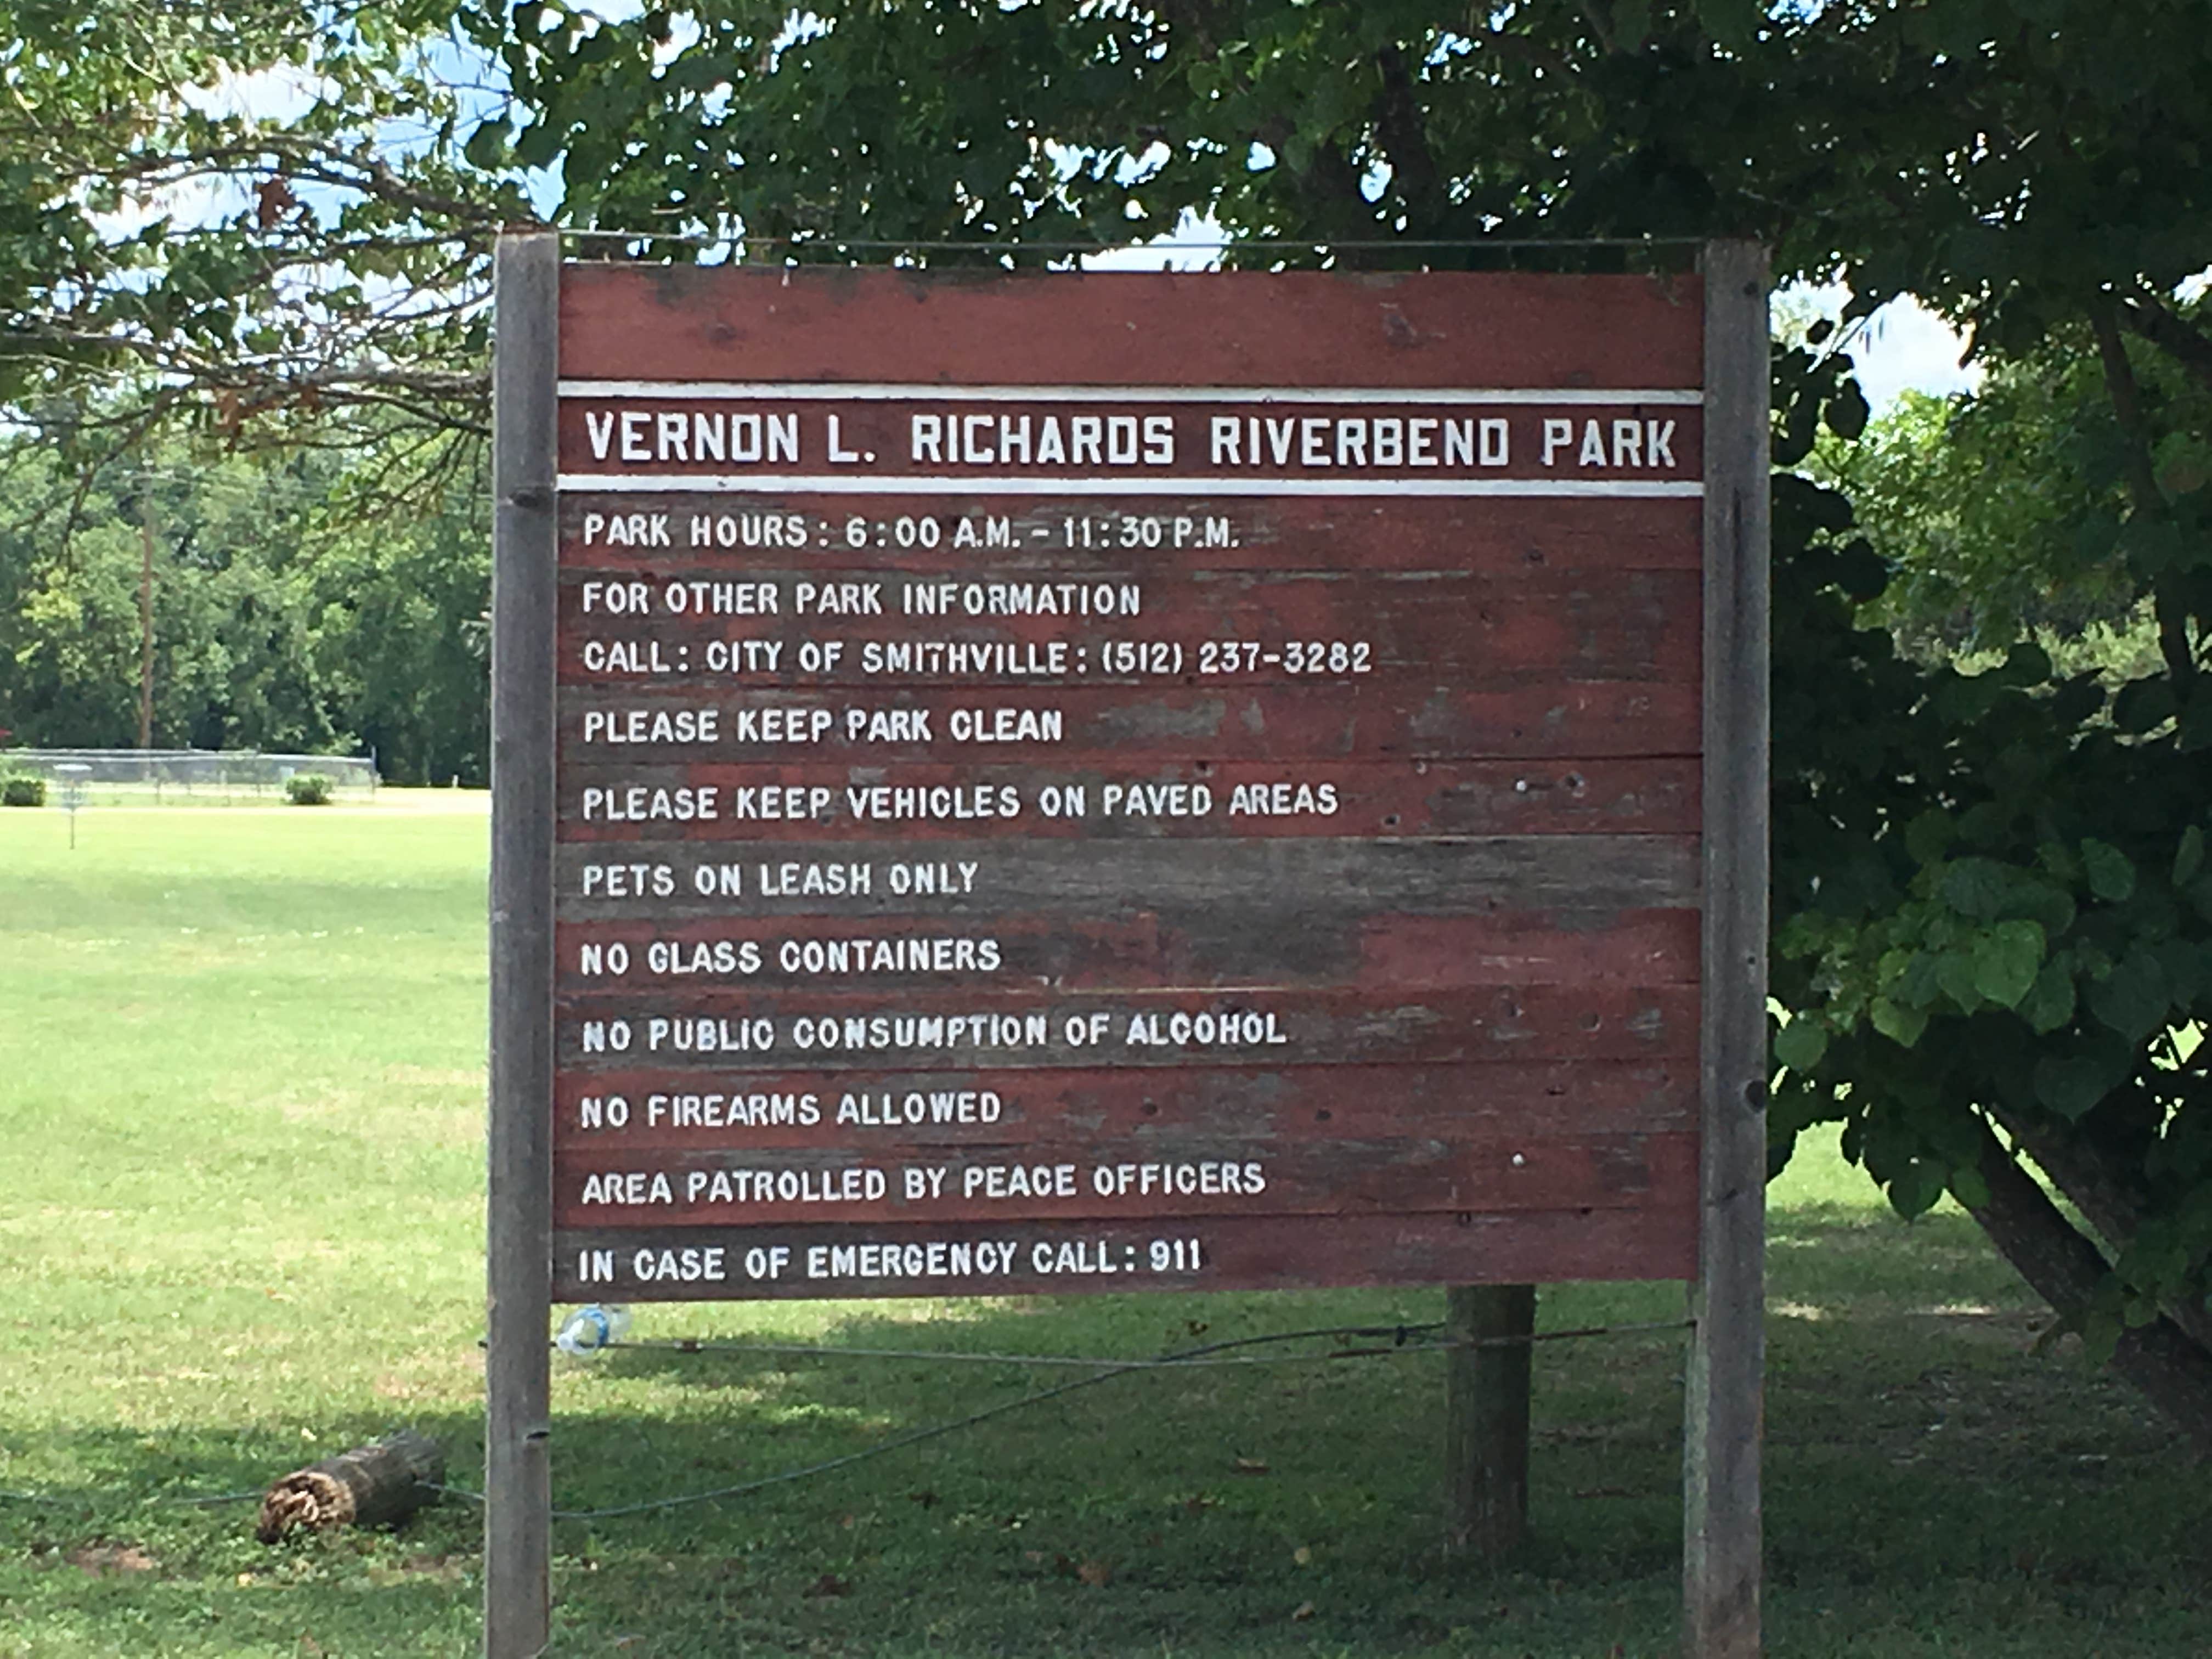 VERNON L. RICHARDS RIVERBEND PARK
PARK HOURS: 6:00 A.M. - 11:30 P.M.
FOR OTHER PARK INFORMATION
CALL: CITY OF SMITHVILLE: (512) 237-3282
PLEASE KEEP PARK CLEAN
PLEASE KEEP VEHICLES ON PAVED AREAS
PETS ON LEASH ONLY
NO GLASS CONTAINERS
NO PUBLIC CONSUMPTION OF ALCOHOL
NO FIREARMS ALLOWED
AREA PATROLLED BY PEACE OFFICERS
IN CASE OF EMERGENCY CALL: 911